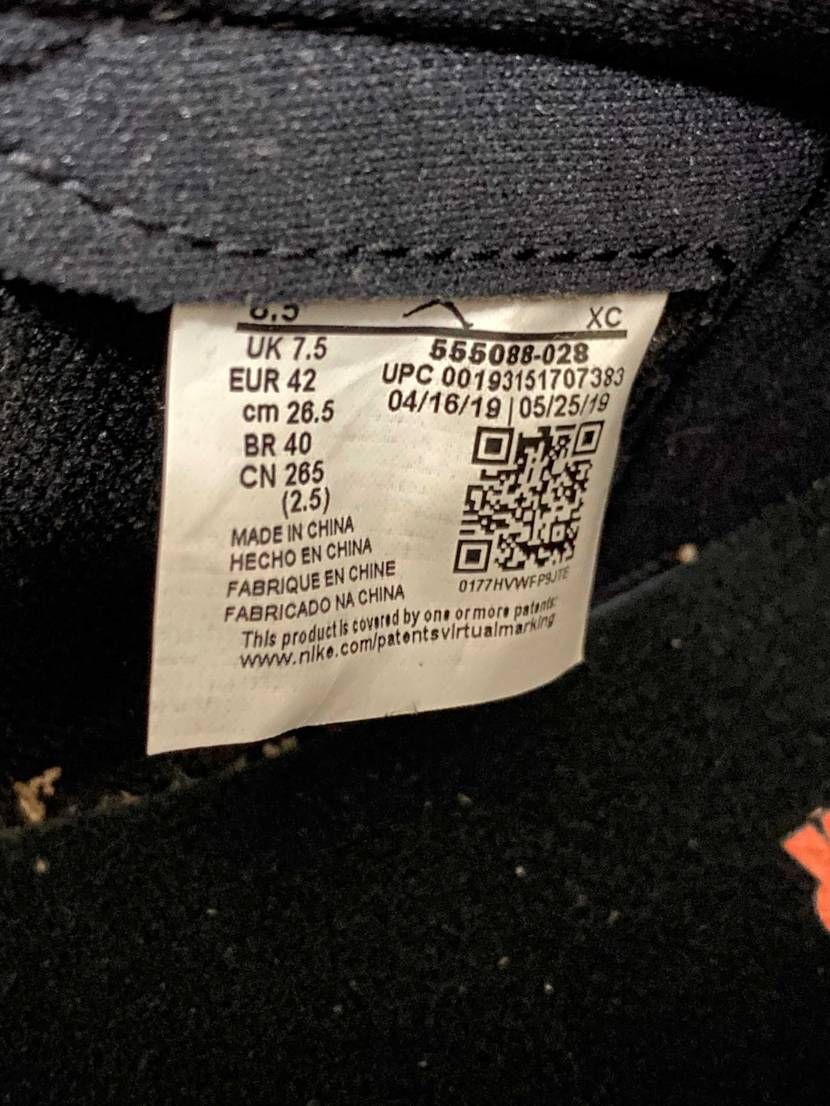 8.5 XC
UK 7.5 555088-028
EUR 42 UPC 00193151707383
cm 26.5 04/16/19 | 05/25/19
BR 40
CN 265
(2.5)
MADE IN CHINA
HECHO EN CHINA
FABRIQUE EN CHINE
FABRICADO NA CHINA
0177HVWFP9JTE
This product is covered by one or more patents:
www.nike.com/patentsvirtualmarking